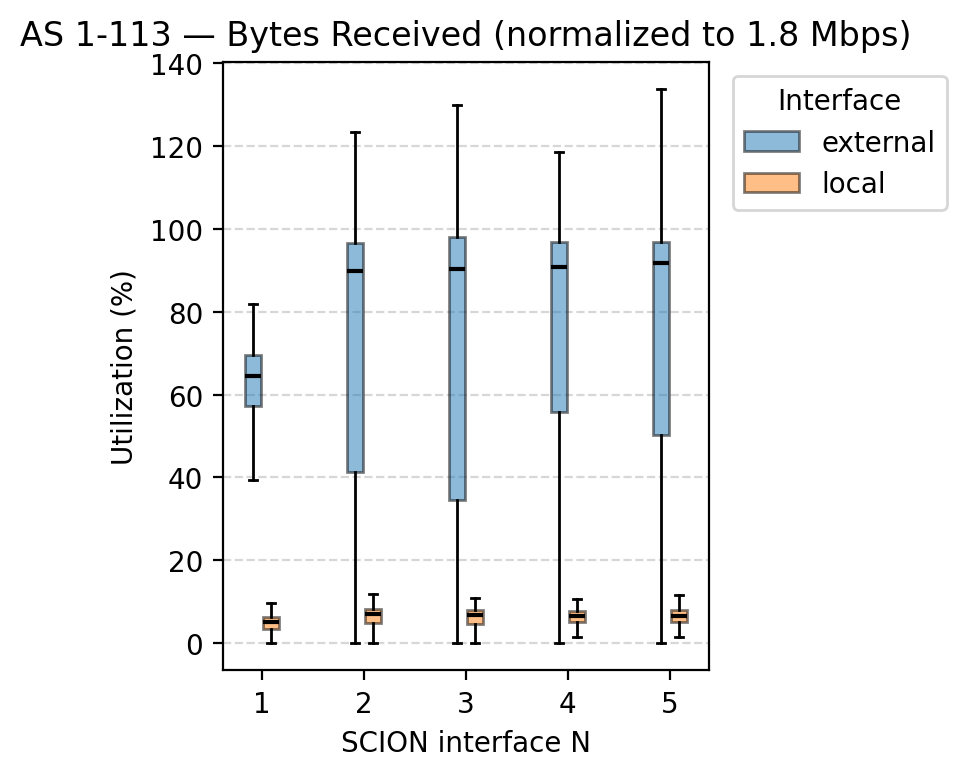 AS 1-113 — Bytes Received (normalized to 1.8 Mbps)
Interface
external
local
Utilization (%)
140
120
100
80
60
40
20
0
1 2 3 4 5
SCION interface N